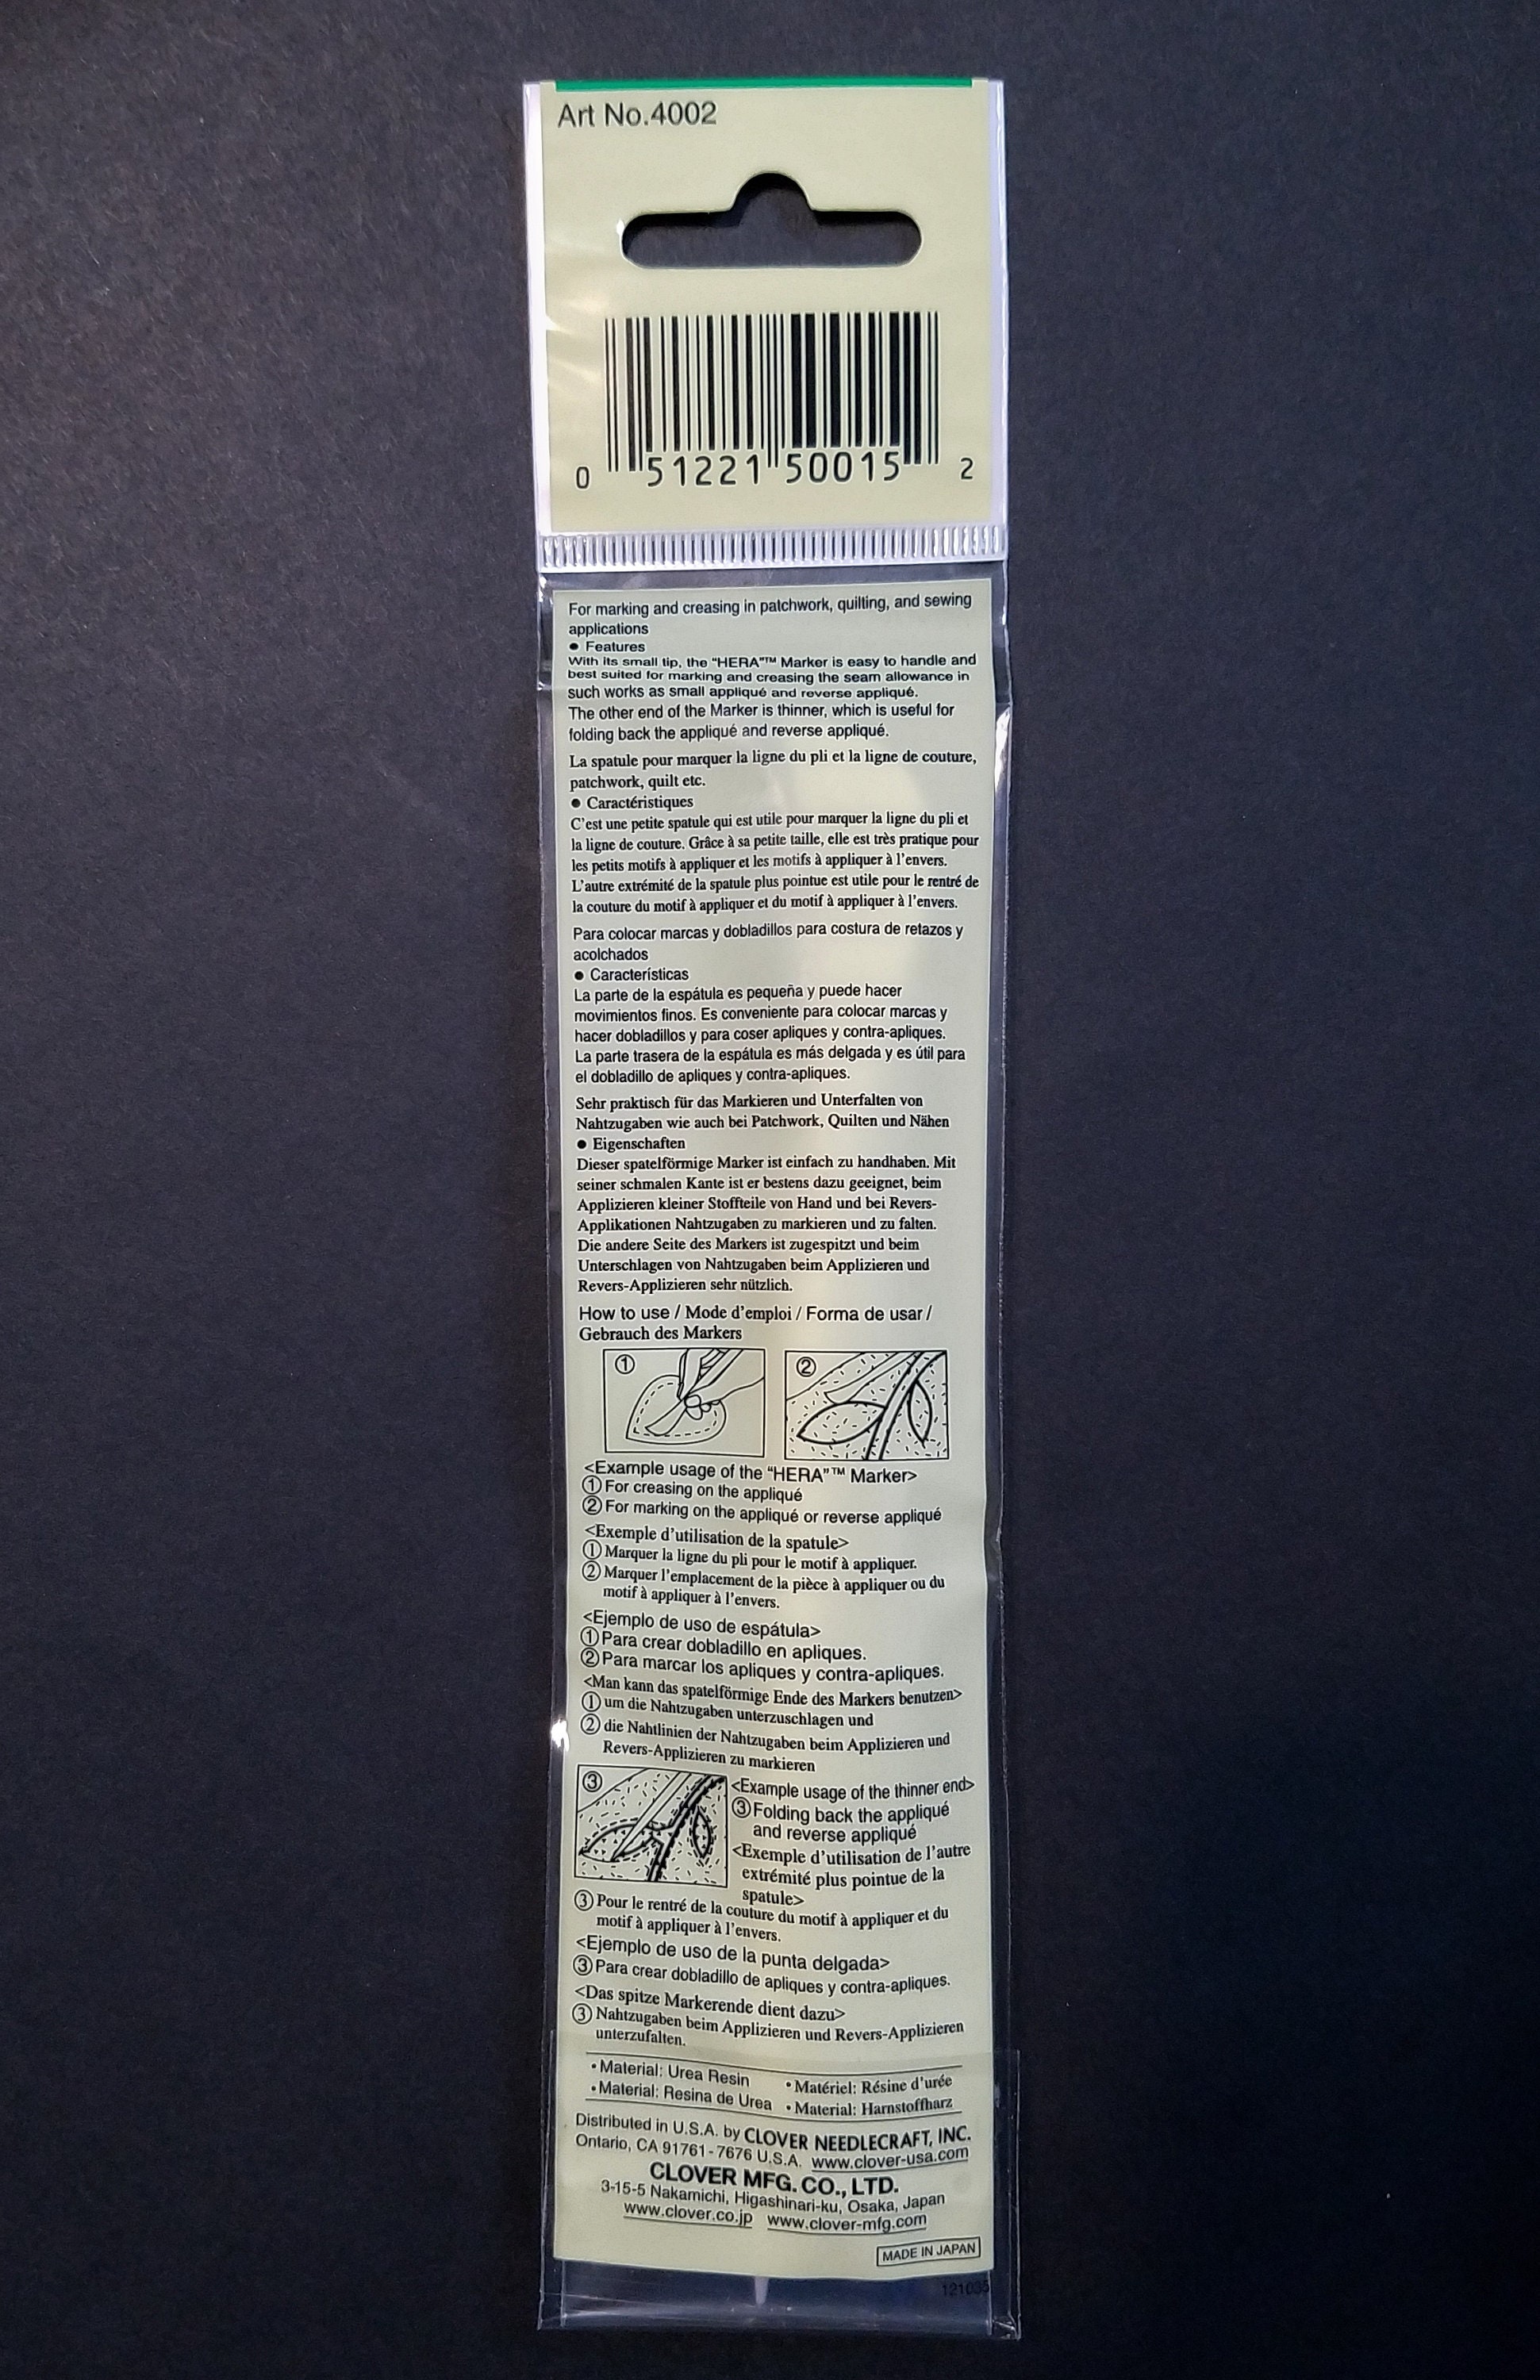 Art No.4002
0 51221 50015 2
For marking and creasing in patchwork, quilting, and sewing
applications
● Features
With its small tip, the "HERA"™ Marker is easy to handle and
best suited for marking and creasing the seam allowance in
such works as small appliqué and reverse appliqué.
The other end of the Marker is thinner, which is useful for
folding back the appliqué and reverse appliqué.
La spatule pour marquer la ligne du pli et la ligne de couture,
patchwork, quilt etc.
● Caractéristiques
C'est une petite spatule qui est utile pour marquer la ligne du pli et
la ligne de couture. Grâce à sa petite taille, elle est très pratique pour
les petits motifs à appliquer et les motifs à appliquer à l'envers.
L'autre extrémité de la spatule plus pointue est utile pour le rentré de
la couture du motif à appliquer et du motif à appliquer à l'envers.
Para colocar marcas y dobladillos para costura de retazos y
acolchados
● Características
La parte de la espátula es pequeña y puede hacer
movimientos finos. Es conveniente para colocar marcas y
hacer dobladillos y para coser apliques y contra-apliques.
La parte trasera de la espátula es más delgada y es útil para
el dobladillo de apliques y contra-apliques.
Sehr praktisch für das Markieren und Unterfalten von
Nahtzugaben wie auch bei Patchwork, Quilten und Nähen
● Eigenschaften
Dieser spatelförmige Marker ist einfach zu handhaben. Mit
seiner schmalen Kante ist er bestens dazu geeignet, beim
Applizieren kleiner Stoffteile von Hand und bei Revers-
Applikationen Nahtzugaben zu markieren und zu falten.
Die andere Seite des Markers ist zugespitzt und beim
Unterschlagen von Nahtzugaben beim Applizieren und
Revers-Applizieren sehr nützlich.
How to use / Mode d'emploi / Forma de usar /
Gebrauch des Markers
① ②
<Example usage of the "HERA"™ Marker>
① For creasing on the appliqué
② For marking on the appliqué or reverse appliqué
<Exemple d'utilisation de la spatule>
① Marquer la ligne du pli pour le motif à appliquer.
② Marquer l'emplacement de la pièce à appliquer ou du
motif à appliquer à l'envers.
<Ejemplo de uso de espátula>
① Para crear dobladillo en apliques.
② Para marcar los apliques y contra-apliques.
<Man kann das spatelförmige Ende des Markers benutzen>
① um die Nahtzugaben unterzuschlagen und
② die Nahtlinien der Nahtzugaben beim Applizieren und
Revers-Applizieren zu markieren
③
<Example usage of the thinner end>
③ Folding back the appliqué
and reverse appliqué
<Exemple d'utilisation de l'autre
extrémité plus pointue de la
spatule>
③ Pour le rentré de la couture du motif à appliquer et du
motif à appliquer à l'envers.
<Ejemplo de uso de la punta delgada>
③ Para crear dobladillo de apliques y contra-apliques.
<Das spitze Markerende dient dazu>
③ Nahtzugaben beim Applizieren und Revers-Applizieren
unterzufalten.
• Material: Urea Resin • Matériel: Résine d'urée
• Material: Resina de Urea • Material: Harnstoffharz
Distributed in U.S.A. by CLOVER NEEDLECRAFT, INC.
Ontario, CA 91761-7676 U.S.A. www.clover-usa.com
CLOVER MFG. CO., LTD.
3-15-5 Nakamichi, Higashinari-ku, Osaka, Japan
www.clover.co.jp www.clover-mfg.com
MADE IN JAPAN